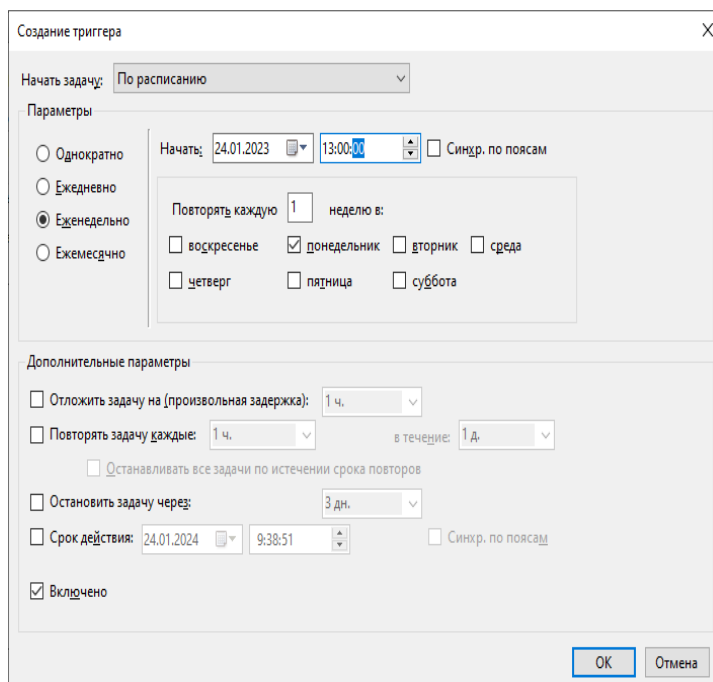 Создание триггера
Начать задачу: По расписанию
Параметры
Однократно
Ежедневно
Еженедельно
Ежемесячно
Начать: 24.01.2023 13:00:00 Синхр. по поясам
Повторять каждую 1 неделю в:
воскресенье понедельник вторник среда
четверг пятница суббота
Дополнительные параметры
Отложить задачу на (произвольная задержка): 1 ч.
Повторять задачу каждые: 1 ч. в течение: 1 д.
Останавливать все задачи по истечении срока повторов
Остановить задачу через: 3 дн.
Срок действия: 24.01.2024 9:38:51 Синхр. по поясам
Включено
OK Отмена